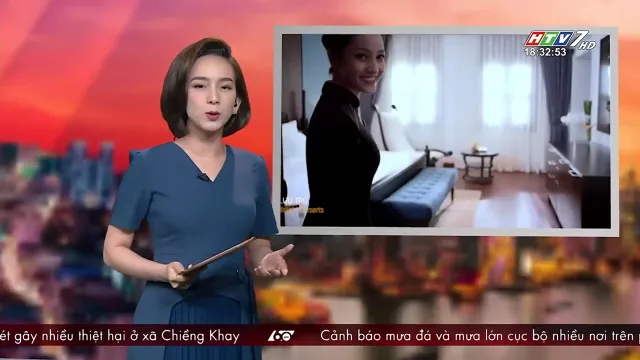 HTV7 HD
18:32:53
ét gây nhiều thiệt hại ở xã Chiềng Khay
60
Cảnh báo mưa đá và mưa lớn cục bộ nhiều nơi trên